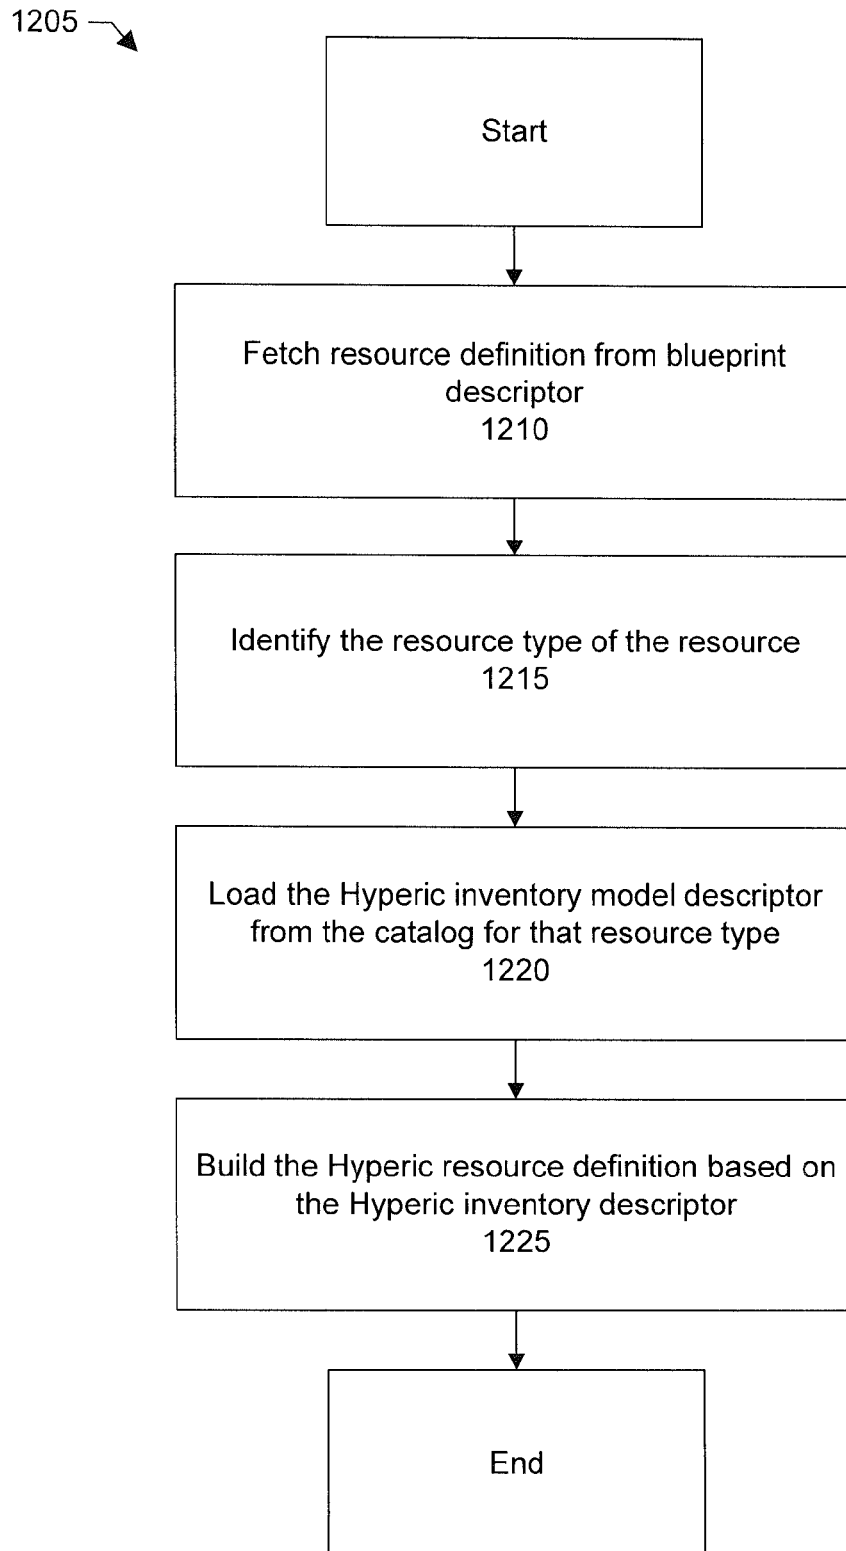 1205
Start
Fetch resource definition from blueprint
descriptor
1210
Identify the resource type of the resource
1215
Load the Hyperic inventory model descriptor
from the catalog for that resource type
1220
Build the Hyperic resource definition based on
the Hyperic inventory descriptor
1225
End